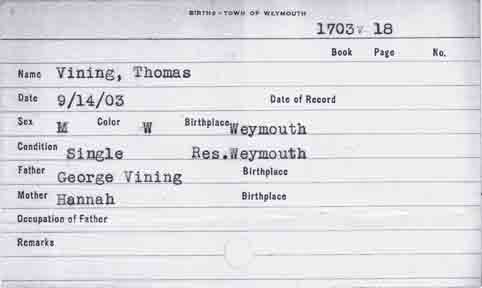 BIRTHS - TOWN OF WEYMOUTH
1703 v 18
Book Page No.
Name Vining, Thomas
Date 9/14/03 Date of Record
Sex M Color W Birthplace Weymouth
Condition Single Res. Weymouth
Father George Vining Birthplace
Mother Hannah Birthplace
Occupation of Father
Remarks